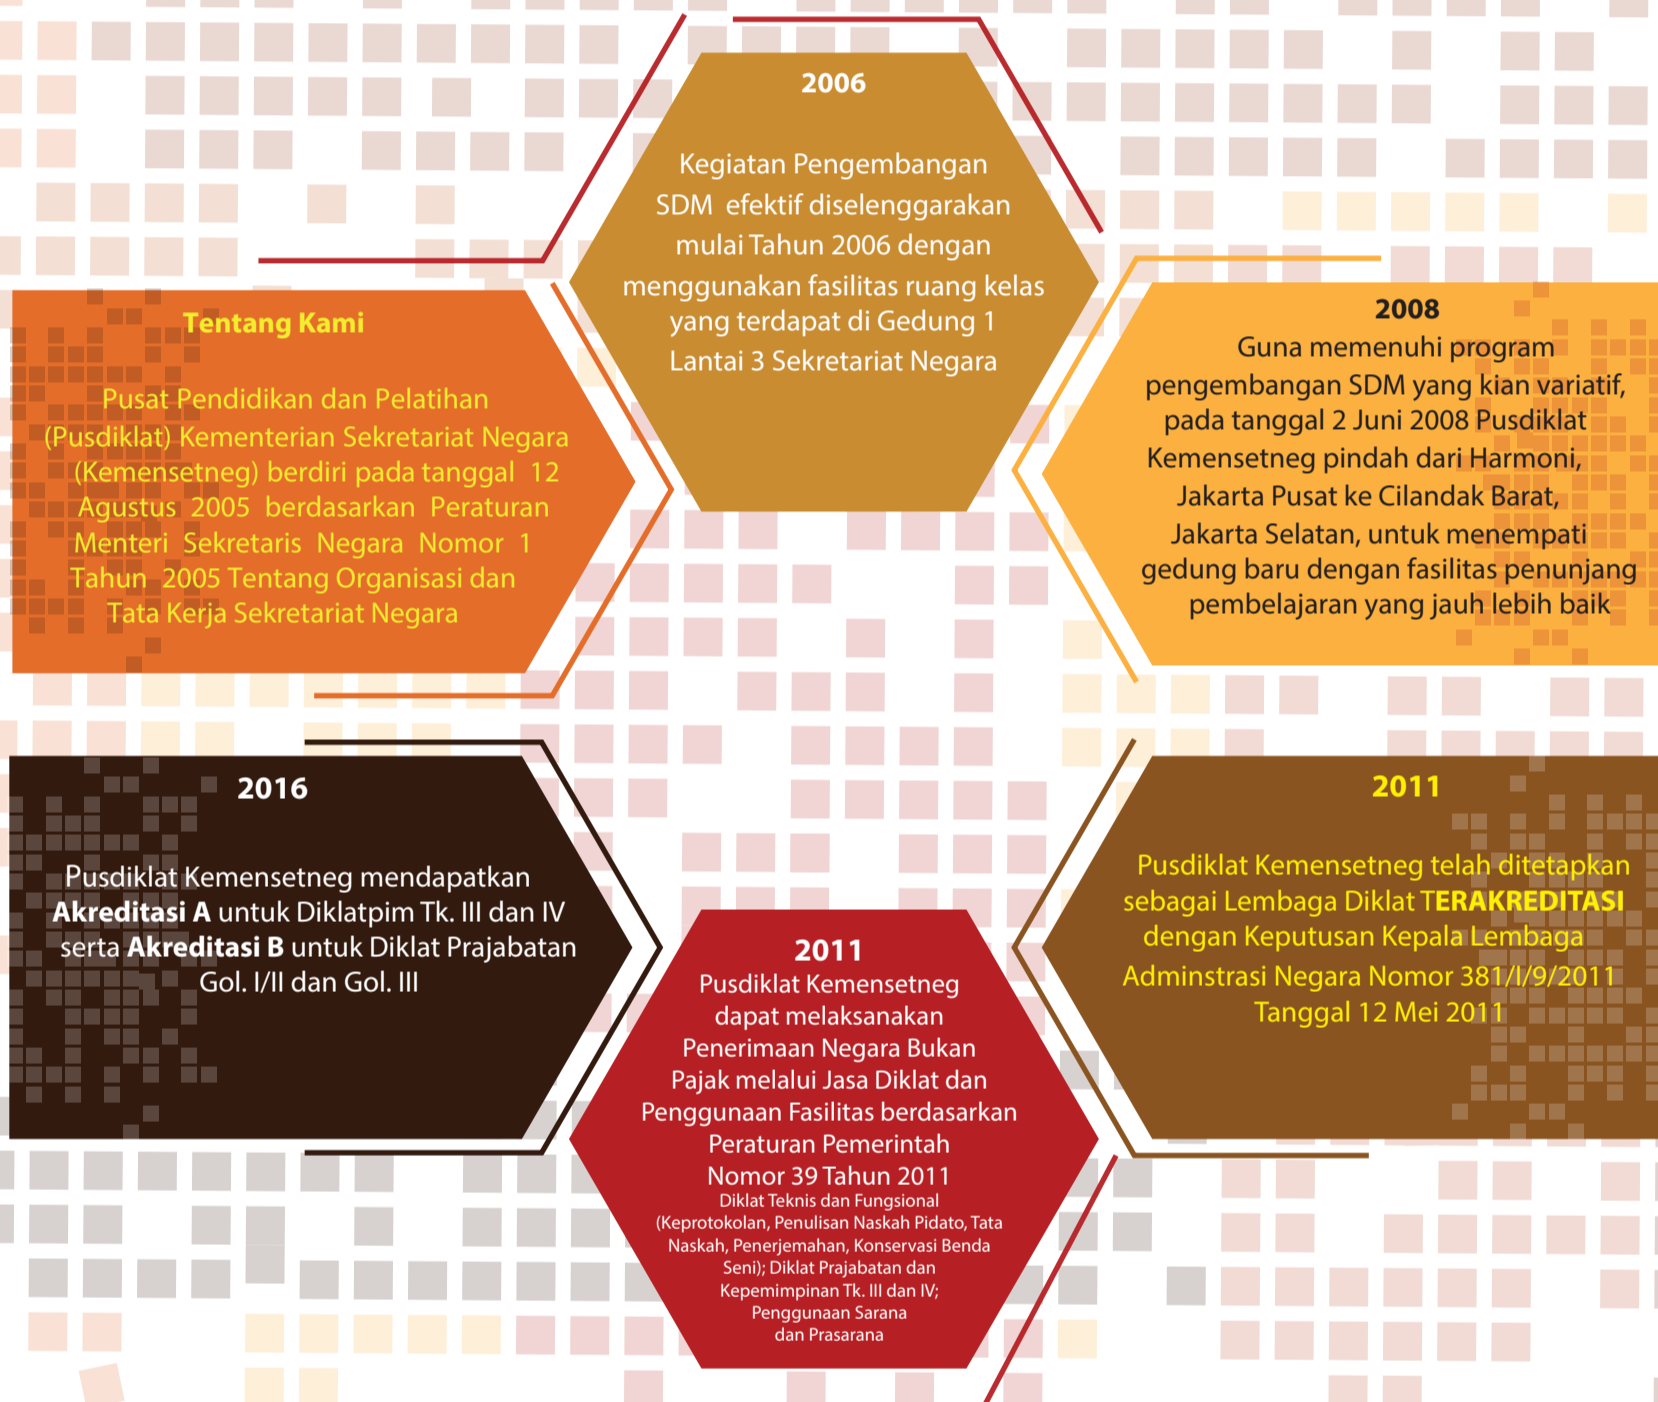 Tentang Kami
Pusat Pendidikan dan Pelatihan
(Pusdiklat) Kementerian Sekretariat Negara
(Kemensetneg) berdiri pada tanggal 12
Agustus 2005 berdasarkan Peraturan
Menteri Sekretaris Negara Nomor 1
Tahun 2005 Tentang Organisasi dan
Tata Kerja Sekretariat Negara
2006
Kegiatan Pengembangan
SDM efektif diselenggarakan
mulai Tahun 2006 dengan
menggunakan fasilitas ruang kelas
yang terdapat di Gedung 1
Lantai 3 Sekretariat Negara
2008
Guna memenuhi program
pengembangan SDM yang kian variatif,
pada tanggal 2 Juni 2008 Pusdiklat
Kemensetneg pindah dari Harmoni,
Jakarta Pusat ke Cilandak Barat,
Jakarta Selatan, untuk menempati
gedung baru dengan fasilitas penunjang
pembelajaran yang jauh lebih baik
2011
Pusdiklat Kemensetneg telah ditetapkan
sebagai Lembaga Diklat TERAKREDITASI
dengan Keputusan Kepala Lembaga
Adminstrasi Negara Nomor 381/I/9/2011
Tanggal 12 Mei 2011
2011
Pusdiklat Kemensetneg
dapat melaksanakan
Penerimaan Negara Bukan
Pajak melalui Jasa Diklat dan
Penggunaan Fasilitas berdasarkan
Peraturan Pemerintah
Nomor 39 Tahun 2011
Diklat Teknis dan Fungsional
(Keprotokolan, Penulisan Naskah Pidato, Tata
Naskah, Penerjemahan, Konservasi Benda
Seni); Diklat Prajabatan dan
Kepemimpinan Tk. III dan IV;
Penggunaan Sarana
dan Prasarana
2016
Pusdiklat Kemensetneg mendapatkan
Akreditasi A untuk Diklatpim Tk. III dan IV
serta Akreditasi B untuk Diklat Prajabatan
Gol. I/II dan Gol. III